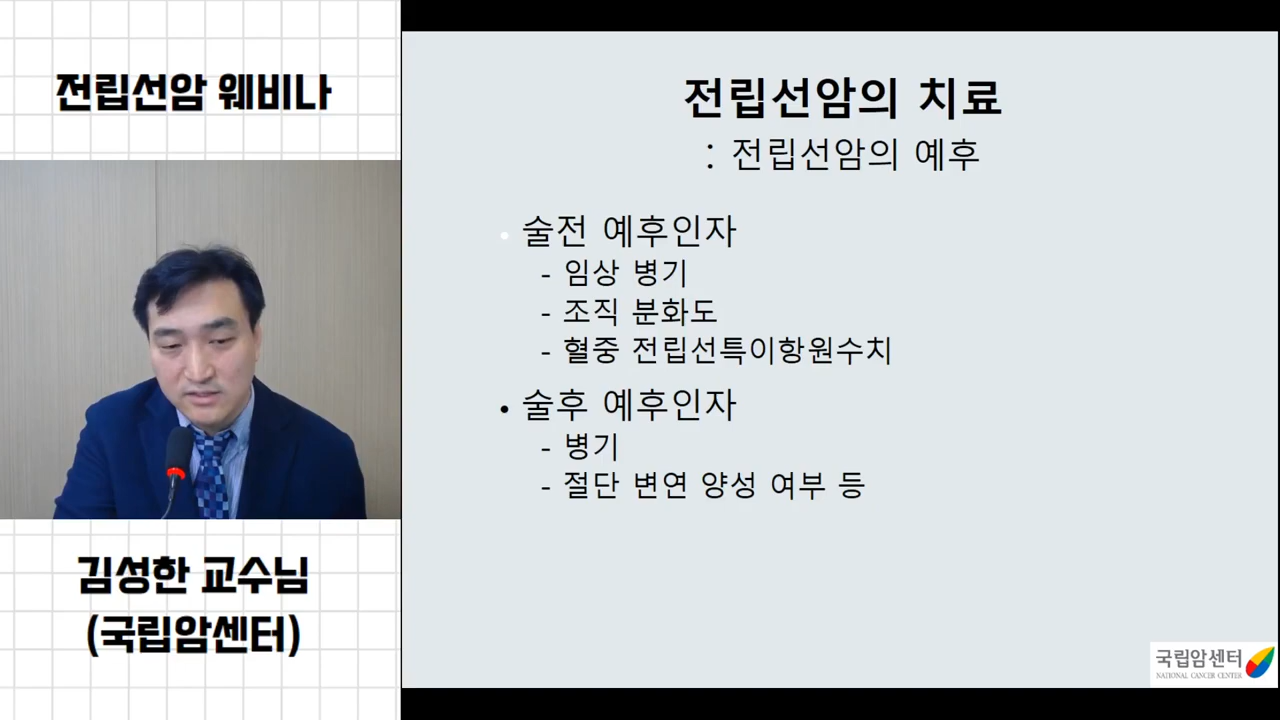 전립선암 웨비나
김성한 교수님
(국립암센터)
전립선암의 치료
: 전립선암의 예후
• 술전 예후인자
- 임상 병기
- 조직 분화도
- 혈중 전립선특이항원수치
• 술후 예후인자
- 병기
- 절단 변연 양성 여부 등
국립암센터
NATIONAL CANCER CENTER